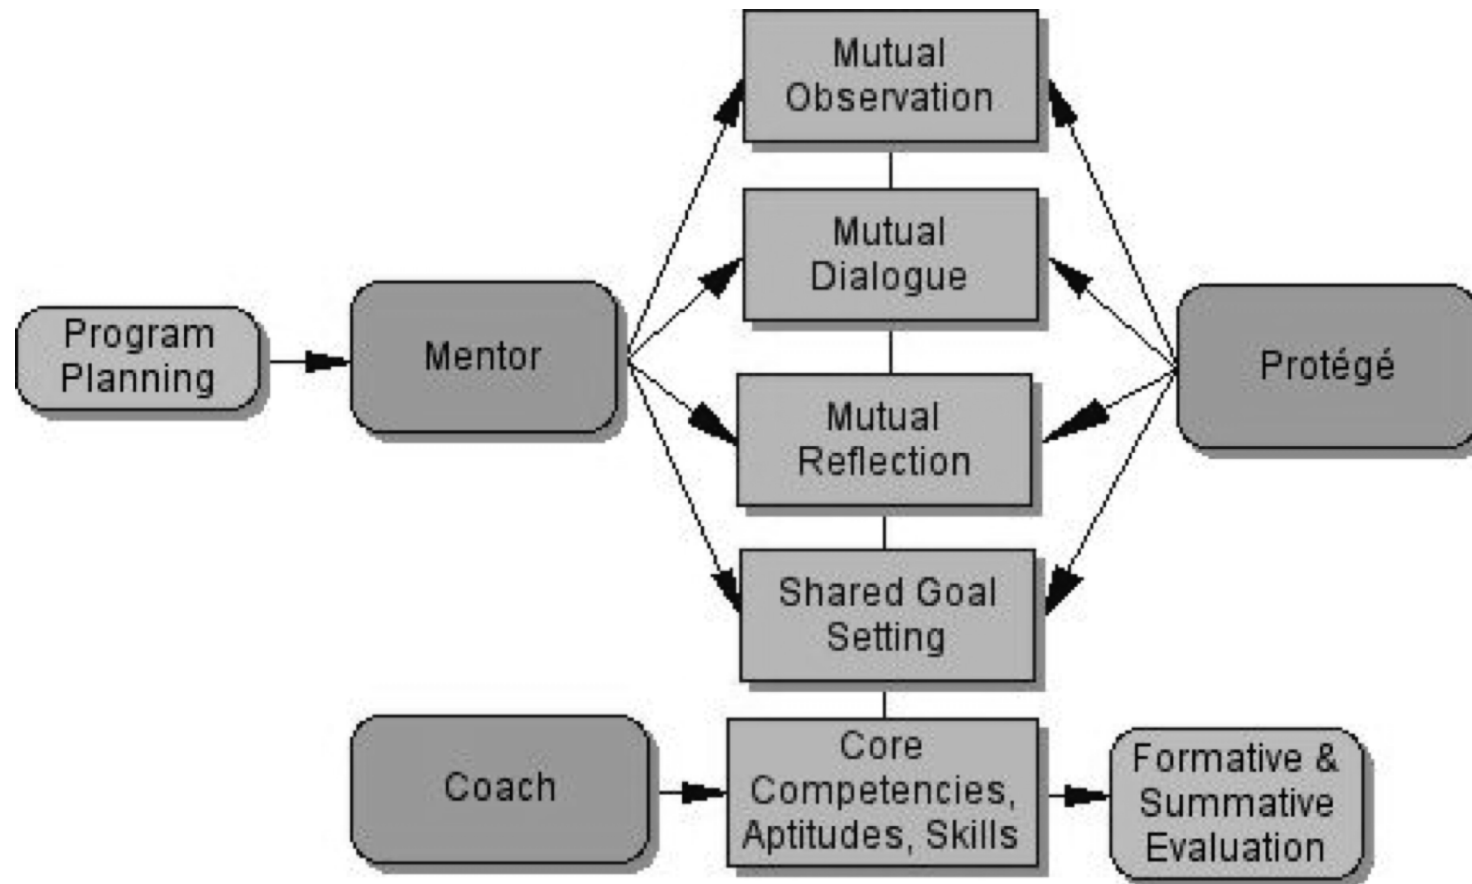 Mutual
Observation
Mutual
Dialogue
Program
Planning
Mentor
Protégé
Mutual
Reflection
Shared Goal
Setting
Coach
Core
Competencies,
Aptitudes, Skills
Formative &
Summative
Evaluation